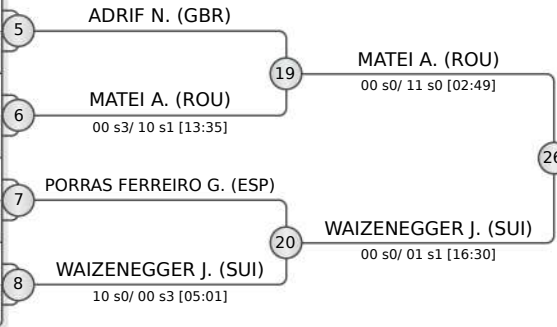 ADRIF N. (GBR)
5
19
MATEI A. (ROU)
00 s0/ 11 s0 [02:49]
MATEI A. (ROU)
6
00 s3/ 10 s1 [13:35]
26
PORRAS FERREIRO G. (ESP)
7
20
WAIZENEGGER J. (SUI)
00 s0/ 01 s1 [16:30]
WAIZENEGGER J. (SUI)
8
10 s0/ 00 s3 [05:01]